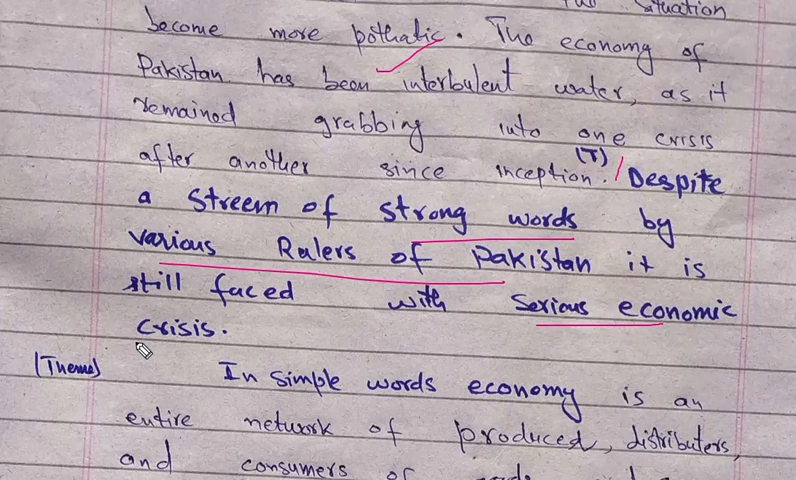 situation
become more pothatic. The economy of
Pakistan has been interbulent water, as it
remained grabbing into one crisis
after another since inception. (T) / Despite
a streem of strong words by
various Rulers of Pakistan it is
still faced with serious economic
crisis.
(Theme) In simple words economy is an
entire network of produced, distributers,
and consumers of